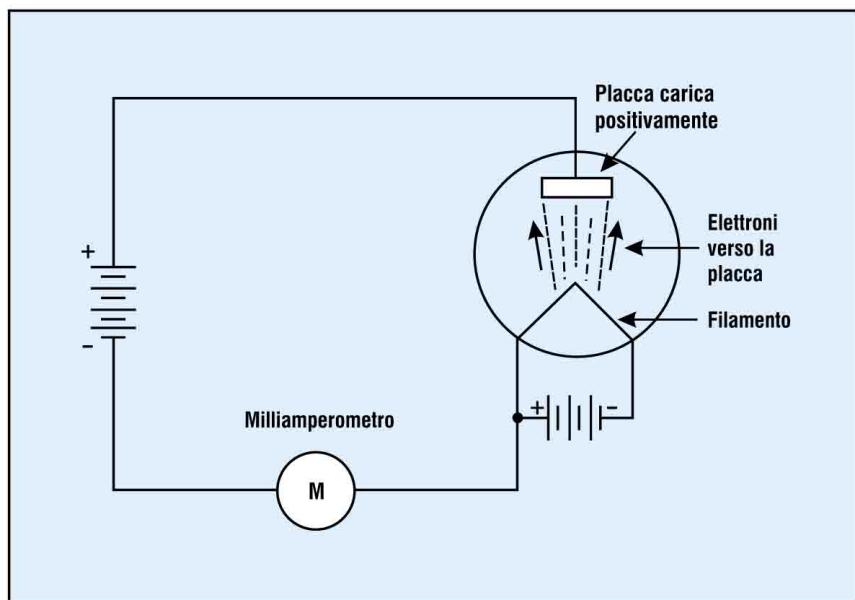 Placca carica
positivamente
+
Elettroni
verso la
placca
Filamento
-
+ -
Milliamperometro
M